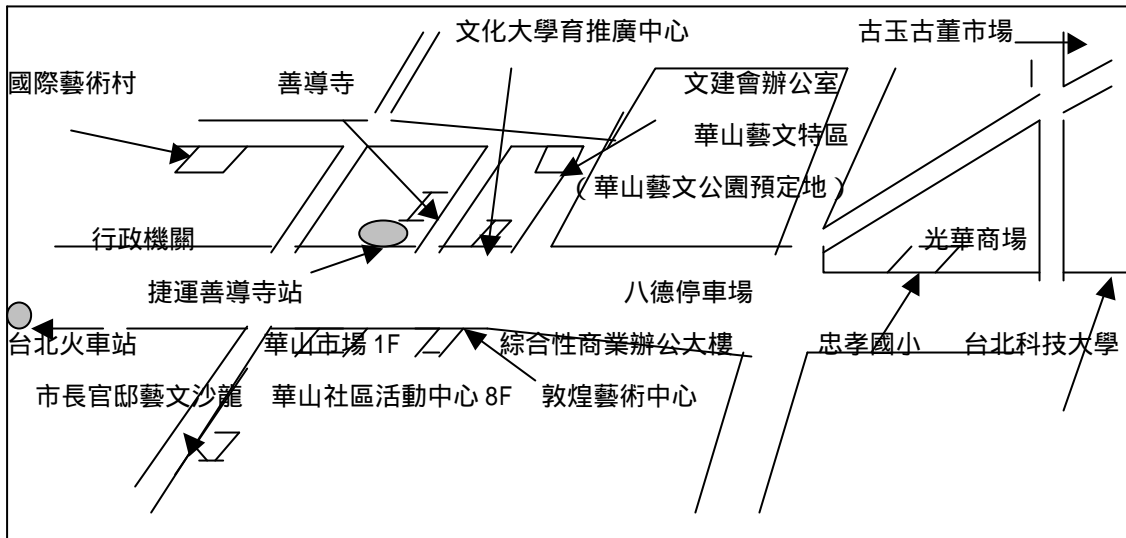 文化大學育推廣中心
古玉古董市場
國際藝術村
善導寺
文建會辦公室
華山藝文特區
（華山藝文公園預定地）
行政機關
光華商場
捷運善導寺站
八德停車場
台北火車站
華山市場 1F
綜合性商業辦公大樓
忠孝國小
台北科技大學
市長官邸藝文沙龍
華山社區活動中心 8F
敦煌藝術中心